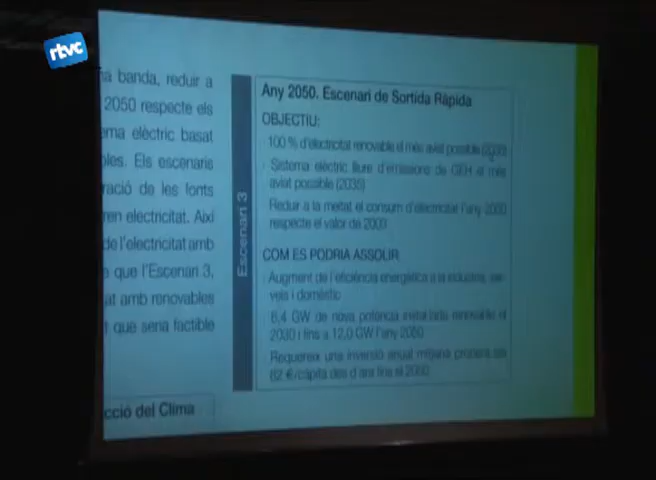 rtvc
banda, reduir a
2050 respecte els
ema elèctric basat
oles. Els escenaris
ració de les fonts
ren electricitat. Així
de l'electricitat amb
que l'Escenari 3,
at amb renovables
que seria factible
cció del Clima
Escenari 3
Any 2050. Escenari de Sortida Ràpida
OBJECTIU:
100 % d'electricitat renovable el més aviat possible
Sistema elèctric lliure d'emissions de GEH el més
aviat possible (2035)
Reduir a la meitat el consum d'electricitat l'any 2050
respecte el valor de
COM ES PODRIA ASSOLIR
Augment de l'eficiència energètica a la indústria, ser-
veis i domèstic
6,4 GW de nova potència instal·lada renovable el
2030 i fins a 12,0 GW l'any 2050
Requereix una inversió anual mitjana propera als
82 €/càpita des d'ara fins el 2050